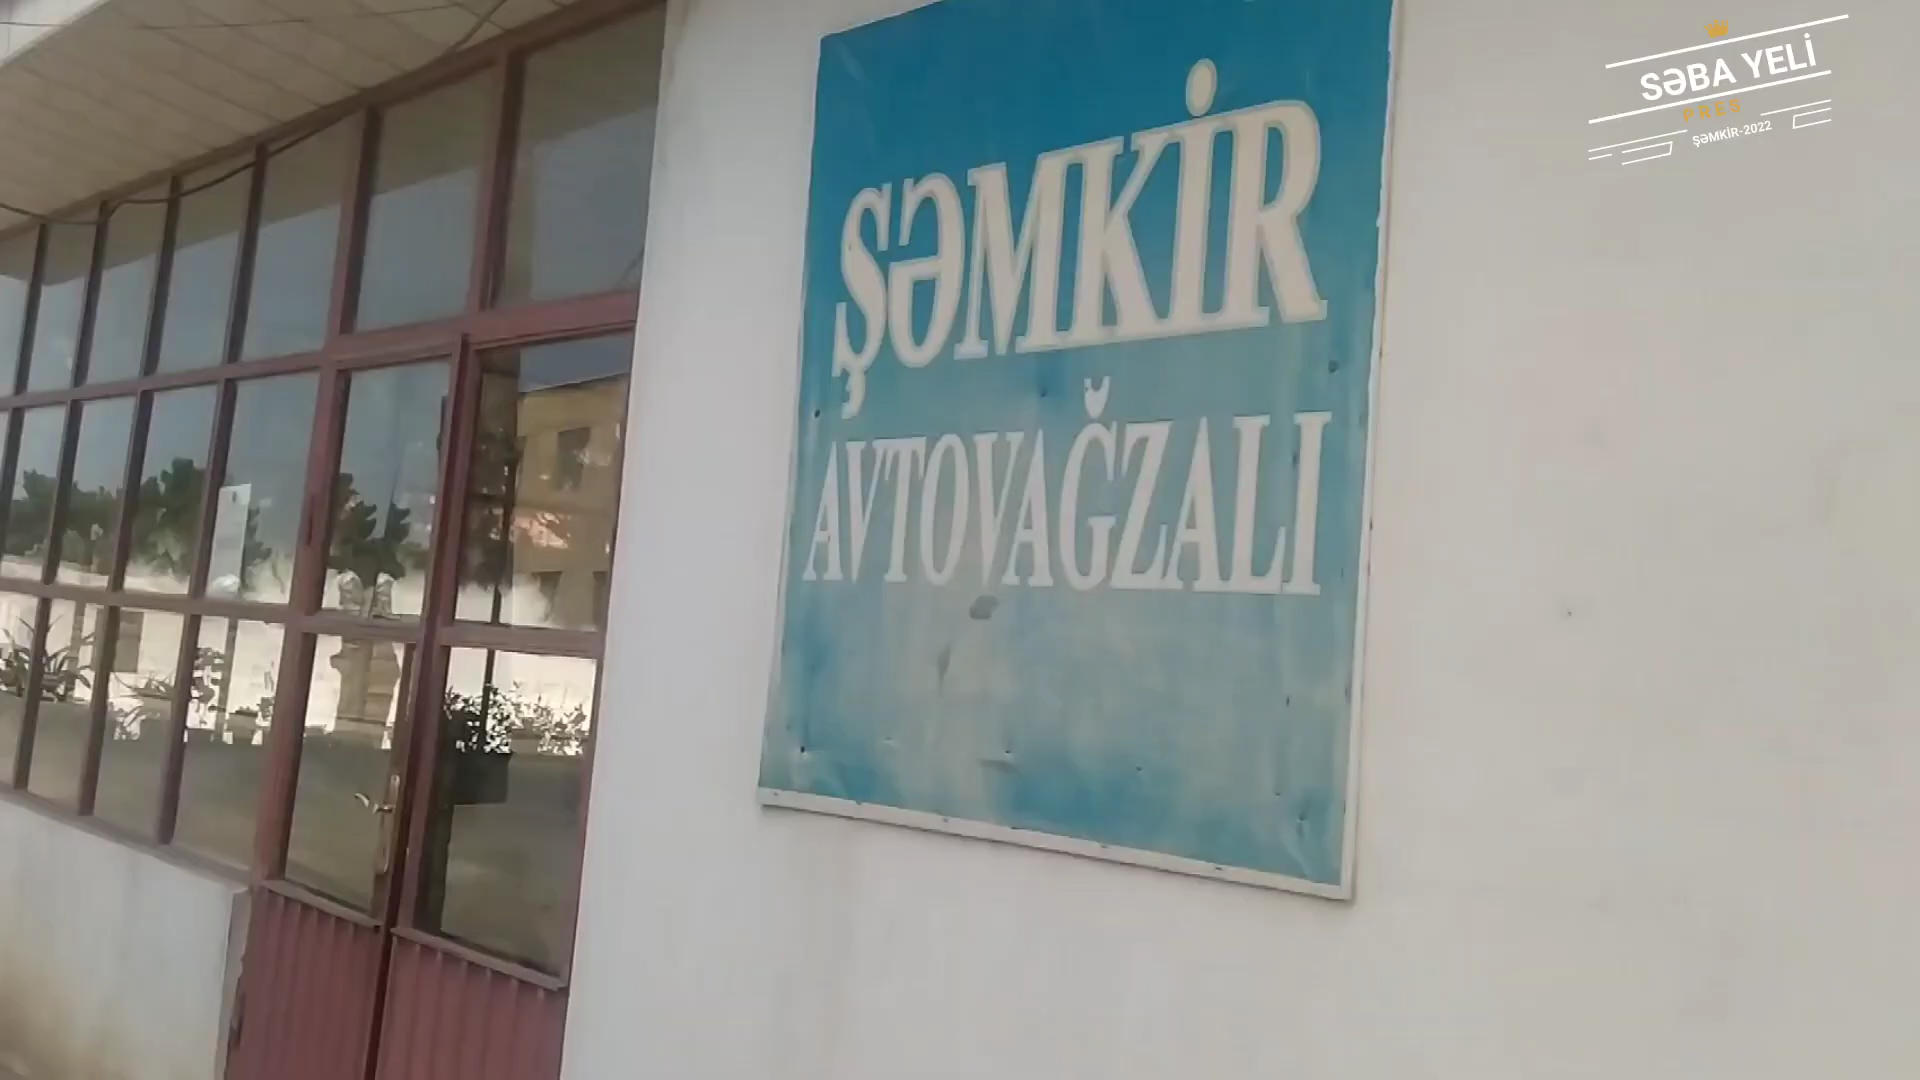 ŞƏMKİR
AVTOVAĞZALI
SƏBA YELİ
PRES
ŞƏMKİR-2022